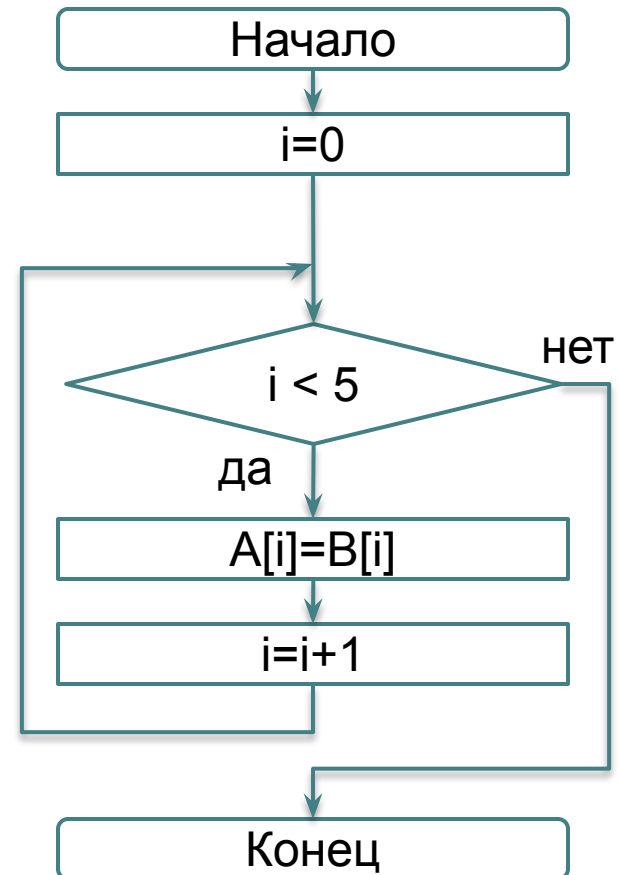 Начало
i=0
i < 5
нет
да
A[i]=B[i]
i=i+1
Конец